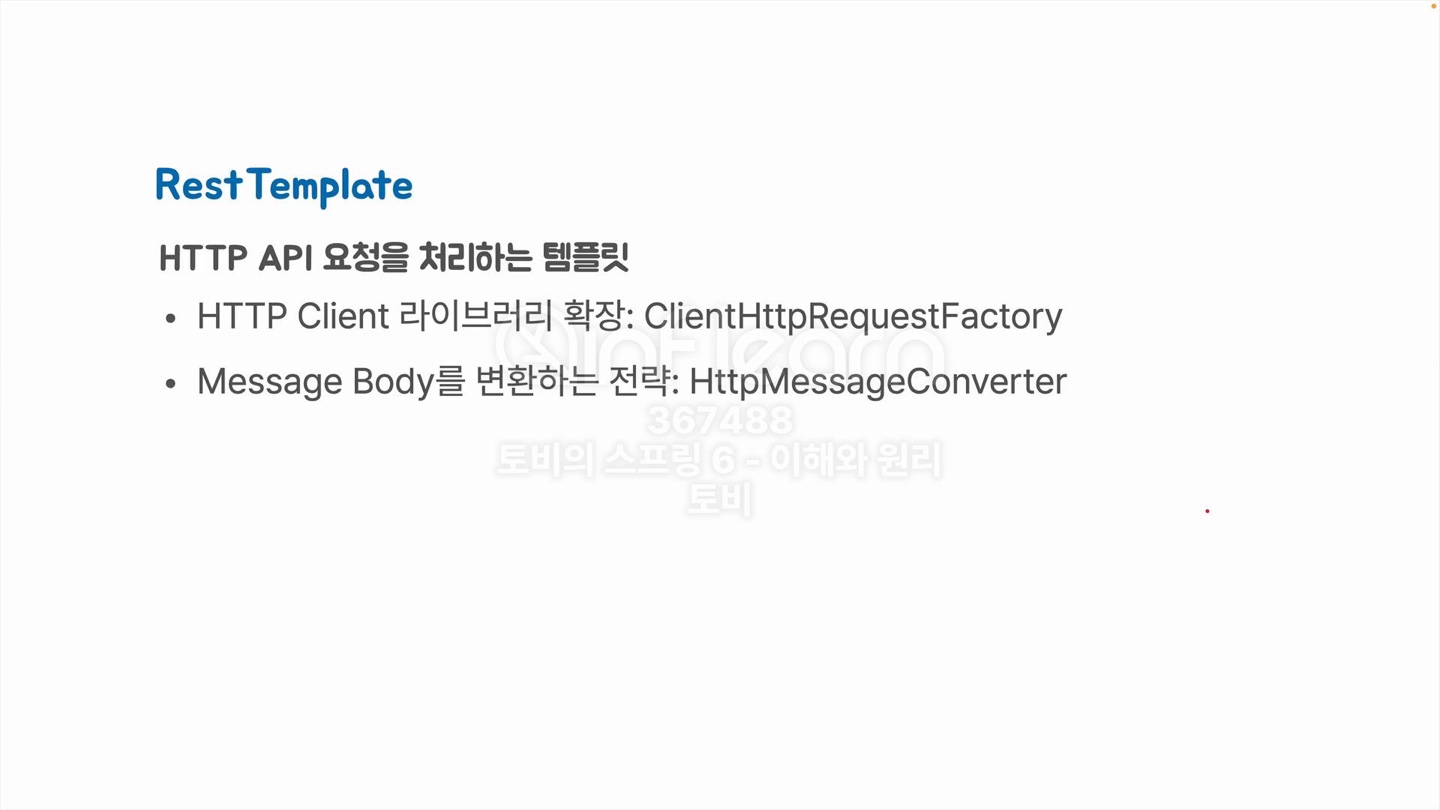 RestTemplate
HTTP API 요청을 처리하는 템플릿
• HTTP Client 라이브러리 확장: ClientHttpRequestFactory
• Message Body를 변환하는 전략: HttpMessageConverter
Inflearn
367488
토비의 스프링 6 - 이해와 원리
토비